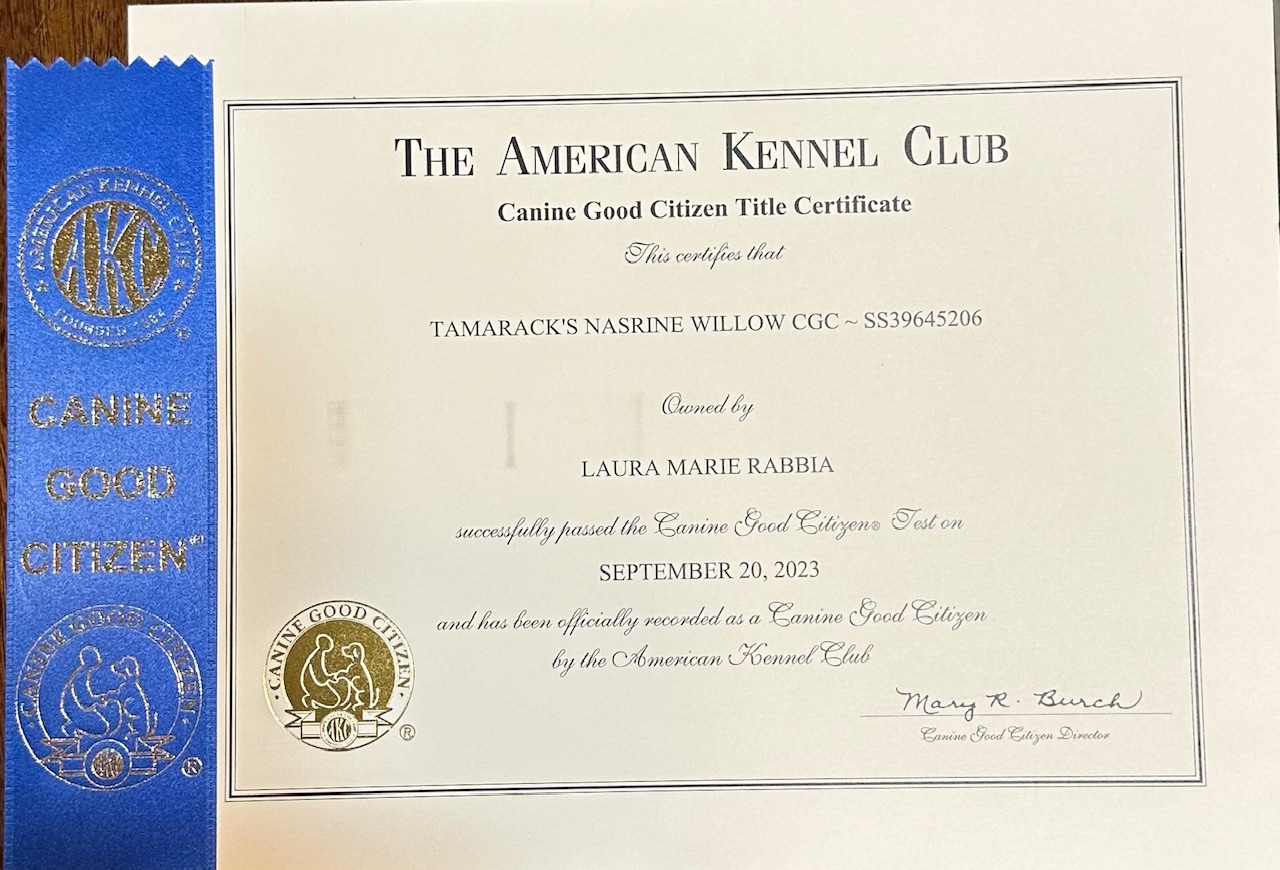 AMERICAN KENNEL CLUB
AKC
FOUNDED 1884
®
CANINE
GOOD
CITIZEN
CANINE GOOD CITIZEN
AKC
®
THE AMERICAN KENNEL CLUB
Canine Good Citizen Title Certificate
This certifies that
TAMARACK'S NASRINE WILLOW CGC ~ SS39645206
Owned by
LAURA MARIE RABBIA
successfully passed the Canine Good Citizen® Test on
SEPTEMBER 20, 2023
and has been officially recorded as a Canine Good Citizen
by the American Kennel Club
CANINE GOOD CITIZEN
AKC
®
Mary R. Burch
Canine Good Citizen Director